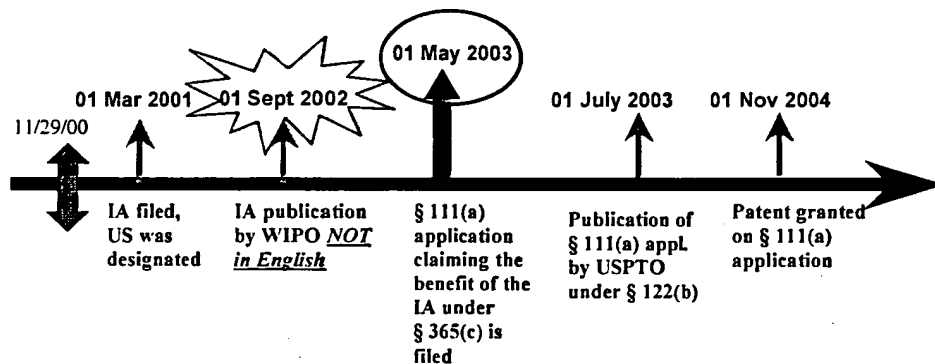 01 May 2003
01 Mar 2001
01 Sept 2002
01 July 2003
01 Nov 2004
11/29/00
IA filed,
US was
designated
IA publication
by WIPO NOT
in English
§ 111(a)
application
claiming the
benefit of the
IA under
§ 365(c) is
filed
Publication of
§ 111(a) appl.
by USPTO
under § 122(b)
Patent granted
on § 111(a)
application